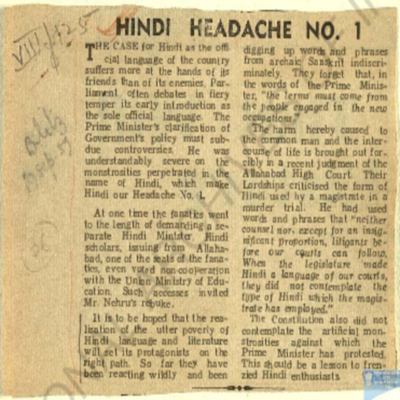 HINDI HEADACHE NO. 1
VIII/125
Blitz
THE CASE for Hindi as the offi-
cial language of the country
suffers more at the hands of its
friends than of its enemies. Par-
liament often debates in fiery
temper its early introduction as
the sole official language. The
Prime Minister's clarification of
Government's policy must sub-
due controversies. He was
understandably severe on the
monstrosities perpetrated in the
name of Hindi, which make
Hindi our Headache No. 1.
At one time the fanatics went
to the length of demanding a se-
parate Hindi Minister. Hindi
scholars, issuing from Allaha-
bad, one of the seats of the fana-
tics, even voted non-cooperation
with the Union Ministry of Edu-
cation. Such excesses invited
Mr. Nehru's rebuke.
It is to be hoped that the rea-
lisation of the utter poverty of
Hindi language and literature
will set its protagonists on the
right path. So far they have
been reacting wildly and been
digging up words and phrases
from archaic Sanskrit indiscri-
minately. They forget that, in
the words of the Prime Minis-
ter, "the terms must come from
the people engaged in the new
occupations."
The harm hereby caused to
the common man and the inter-
course of life is brought out for-
cibly in a recent judgment of the
Allahabad High Court. Their
Lordships criticised the form of
Hindi used by a magistrate in a
murder trial. He had used
words and phrases that "neither
counsel nor, except for an insig-
nificant proportion, litigants be-
fore our courts can follow.
When the legislature made
Hindi a language of our courts,
they did not contemplate the
type of Hindi which the magis-
trate has employed."
The Constitution also did not
contemplate the artificial mon-
strosities against which the
Prime Minister has protested.
This should be a lesson to fren-
zied Hindi enthusiasts.